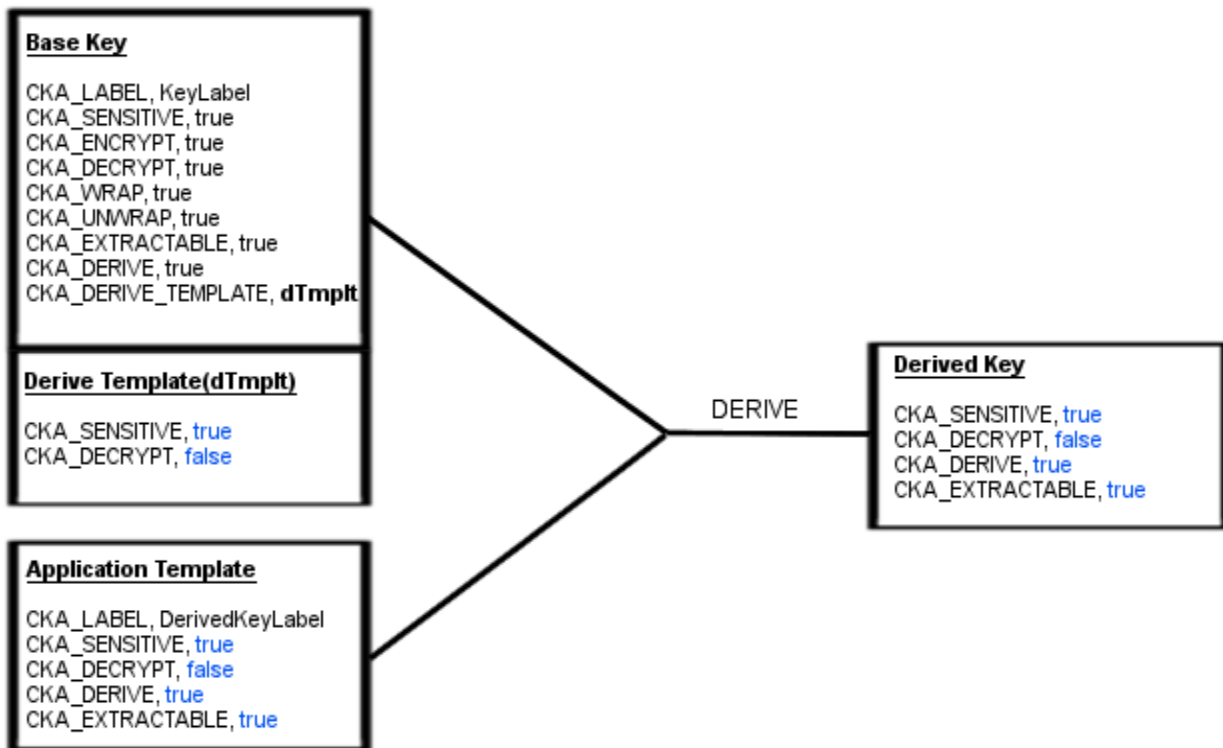 Base Key
CKA_LABEL, KeyLabel
CKA_SENSITIVE, true
CKA_ENCRYPT, true
CKA_DECRYPT, true
CKA_WRAP, true
CKA_UNWRAP, true
CKA_EXTRACTABLE, true
CKA_DERIVE, true
CKA_DERIVE_TEMPLATE, dTmplt
Derive Template(dTmplt)
CKA_SENSITIVE, true
CKA_DECRYPT, false
Application Template
CKA_LABEL, DerivedKeyLabel
CKA_SENSITIVE, true
CKA_DECRYPT, false
CKA_DERIVE, true
CKA_EXTRACTABLE, true
DERIVE
Derived Key
CKA_SENSITIVE, true
CKA_DECRYPT, false
CKA_DERIVE, true
CKA_EXTRACTABLE, true